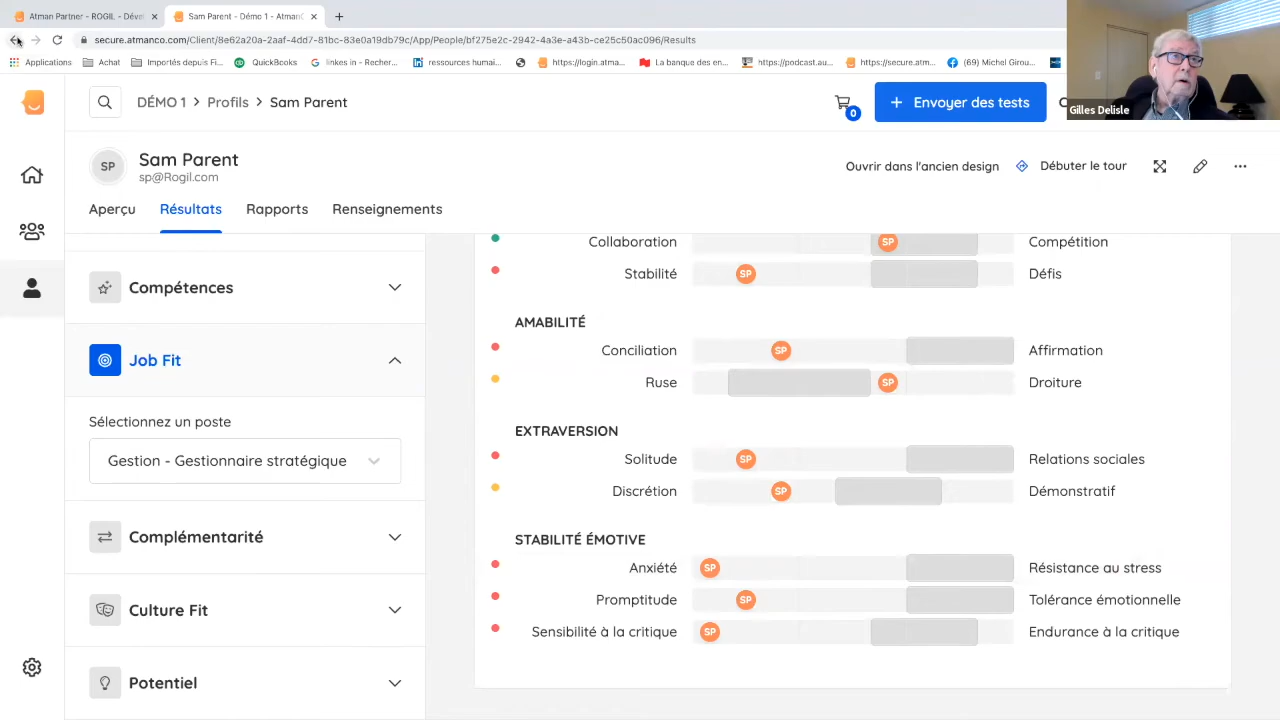 Atman Partner - ROGIL. Dével
Sam Parent - Démo 1 - AtmanC
secure.atmanco.com/Client/8e62a20a-2aaf-4dd7-81bc-83e0a19db79c/App/People/bf275e2c-2942-4a3e-a43b-ce25c50ac096/Results
Applications
Achat
Importés depuis Fi...
QuickBooks
linkes in - Recher...
ressources humai...
https://login.atma...
La banque des en...
https://podcast.au...
https://secure.atm...
(69) Michel Girou...
Gilles Delisle
DÉMO 1 > Profils > Sam Parent
0
+ Envoyer des tests
SP
Sam Parent
sp@Rogil.com
Ouvrir dans l'ancien design
Débuter le tour
Aperçu
Résultats
Rapports
Renseignements
Compétences
Job Fit
Sélectionnez un poste
Gestion - Gestionnaire stratégique
Complémentarité
Culture Fit
Potentiel
Collaboration SP Compétition
Stabilité SP Défis
AMABILITÉ
Conciliation SP Affirmation
Ruse SP Droiture
EXTRAVERSION
Solitude SP Relations sociales
Discrétion SP Démonstratif
STABILITÉ ÉMOTIVE
Anxiété SP Résistance au stress
Promptitude SP Tolérance émotionnelle
Sensibilité à la critique SP Endurance à la critique